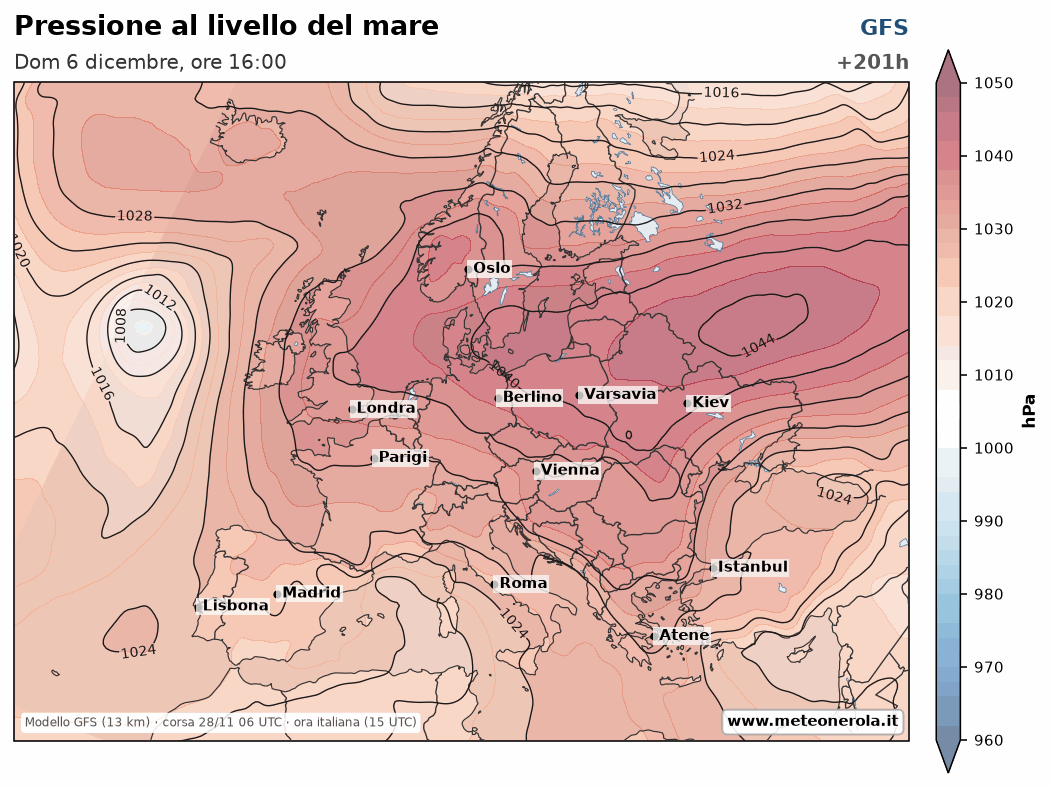 Pressione al livello del mare
GFS
Dom 6 dicembre, ore 16:00
+201h
1016
1024
1032
1028
1020
1012
1008
1016
1044
1040
0
1024
1024
1024
Oslo
Berlino
Varsavia
Kiev
Londra
Parigi
Vienna
Istanbul
Roma
Madrid
Lisbona
Atene
Modello GFS (13 km) · corsa 28/11 06 UTC · ora italiana (15 UTC)
www.meteonerola.it
1050
1040
1030
1020
1010
1000
990
980
970
960
hPa